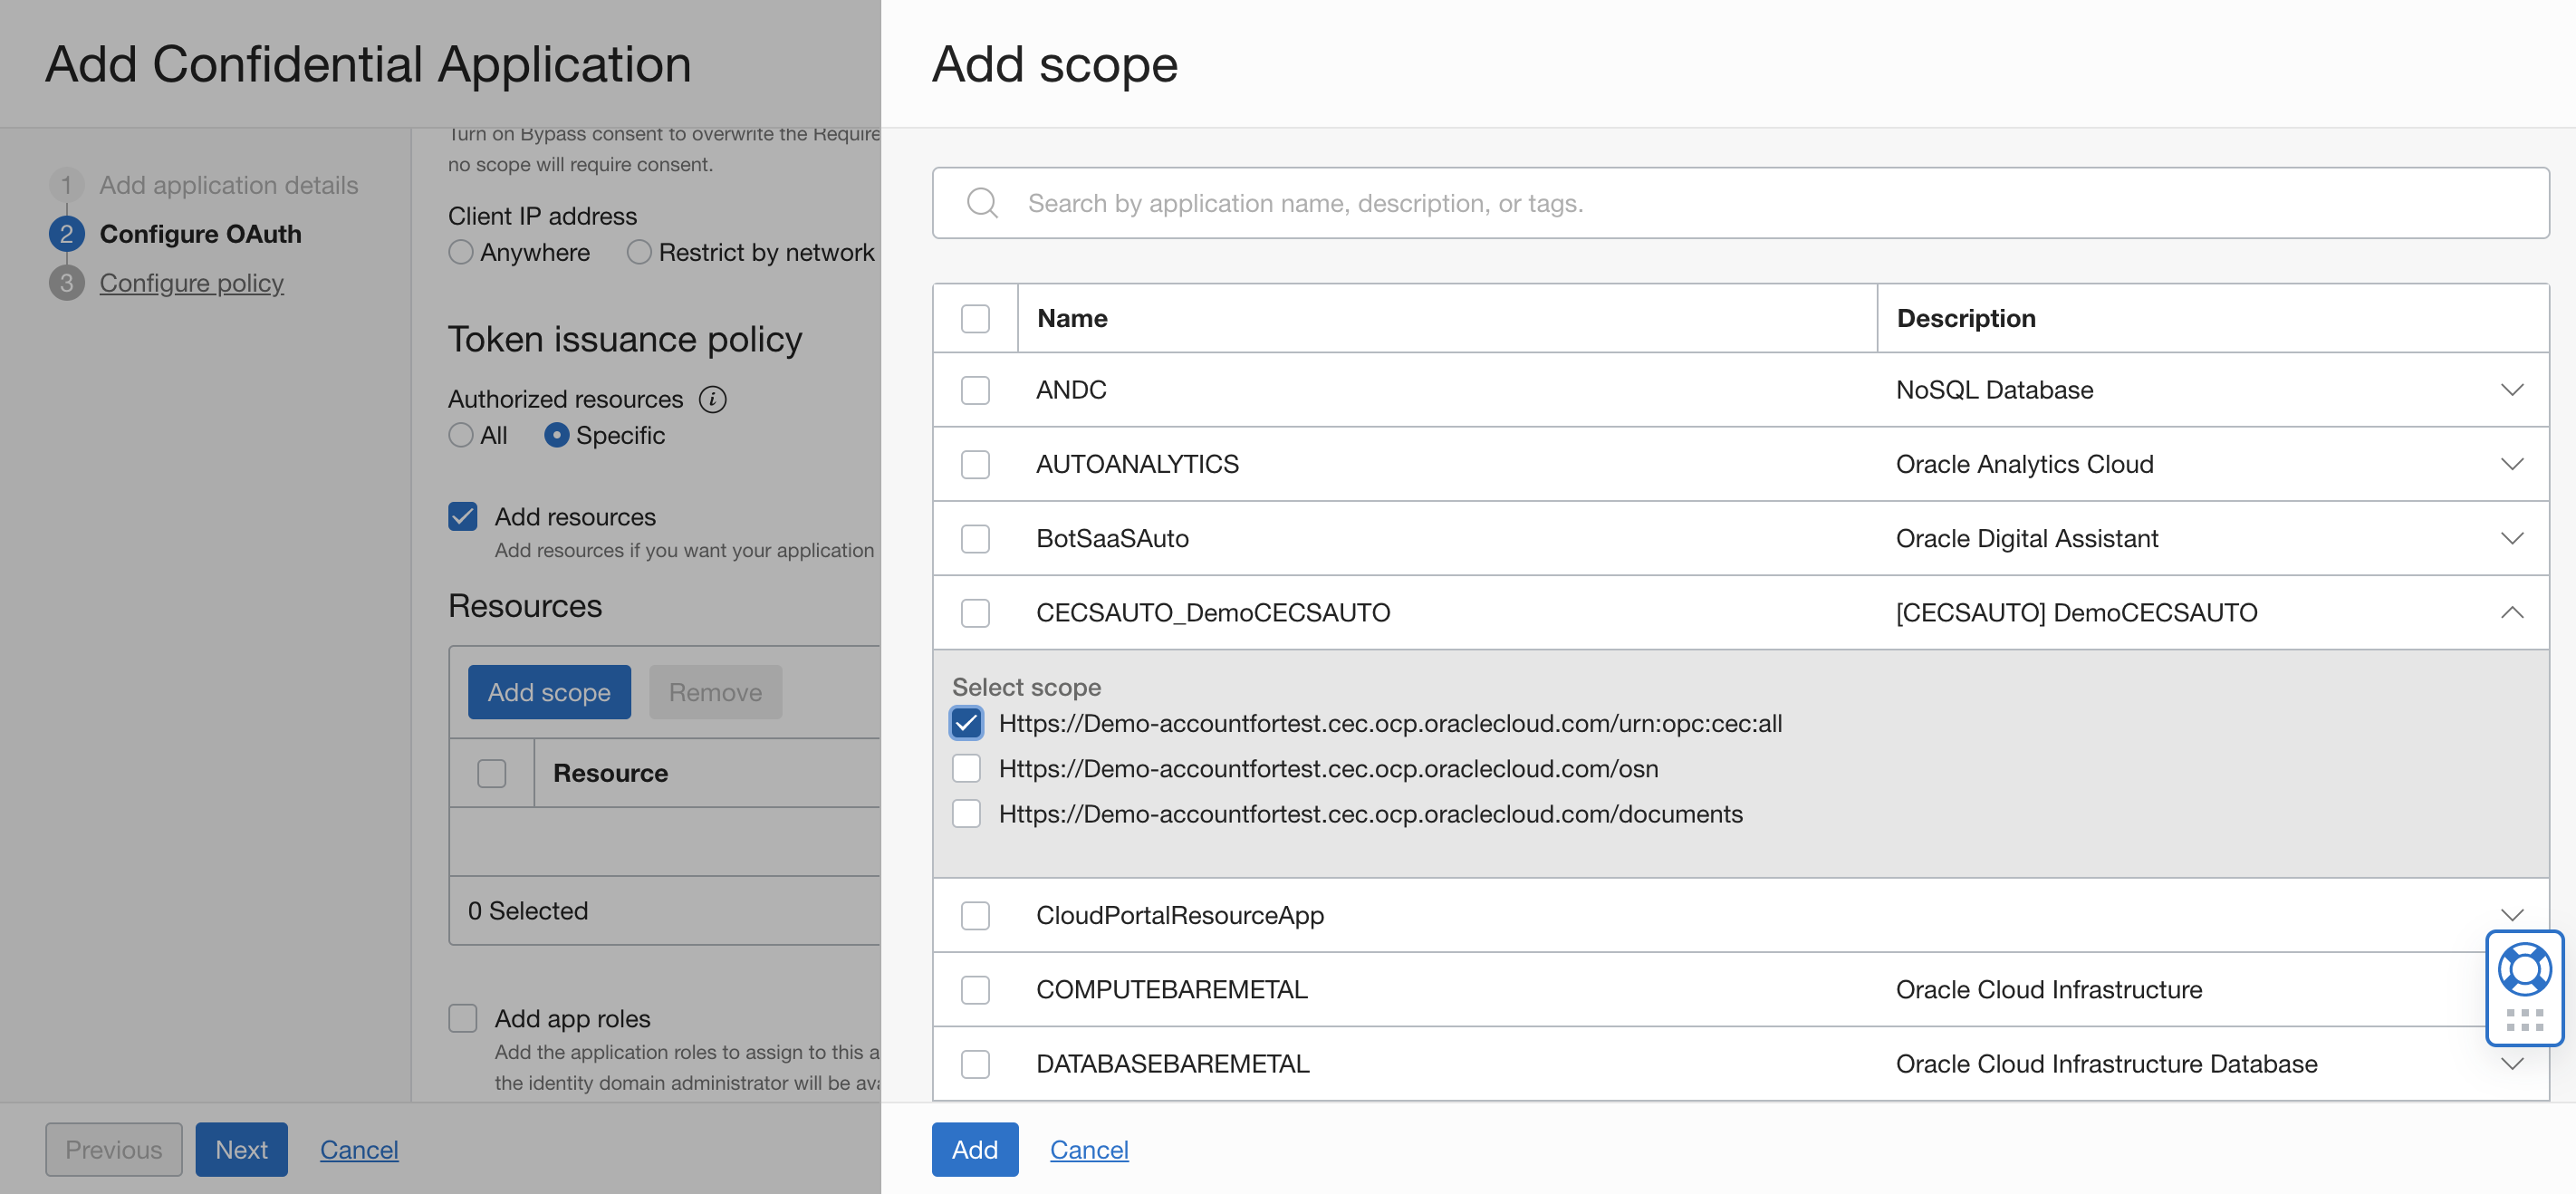 Add Confidential Application
1 Add application details
2 Configure OAuth
3 Configure policy
Turn on Bypass consent to overwrite the Require
no scope will require consent.
Client IP address
Anywhere Restrict by network
Token issuance policy
Authorized resources i
All Specific
Add resources
Add resources if you want your application
Resources
Add scope Remove
Resource
0 Selected
Add app roles
Add the application roles to assign to this a
the identity domain administrator will be ava
Previous Next Cancel
Add scope
Search by application name, description, or tags.
Name Description
ANDC NoSQL Database
AUTOANALYTICS Oracle Analytics Cloud
BotSaaSAuto Oracle Digital Assistant
CECSAUTO_DemoCECSAUTO [CECSAUTO] DemoCECSAUTO
Select scope
Https://Demo-accountfortest.cec.ocp.oraclecloud.com/urn:opc:cec:all
Https://Demo-accountfortest.cec.ocp.oraclecloud.com/osn
Https://Demo-accountfortest.cec.ocp.oraclecloud.com/documents
CloudPortalResourceApp
COMPUTEBAREMETAL Oracle Cloud Infrastructure
DATABASEBAREMETAL Oracle Cloud Infrastructure Database
Add Cancel